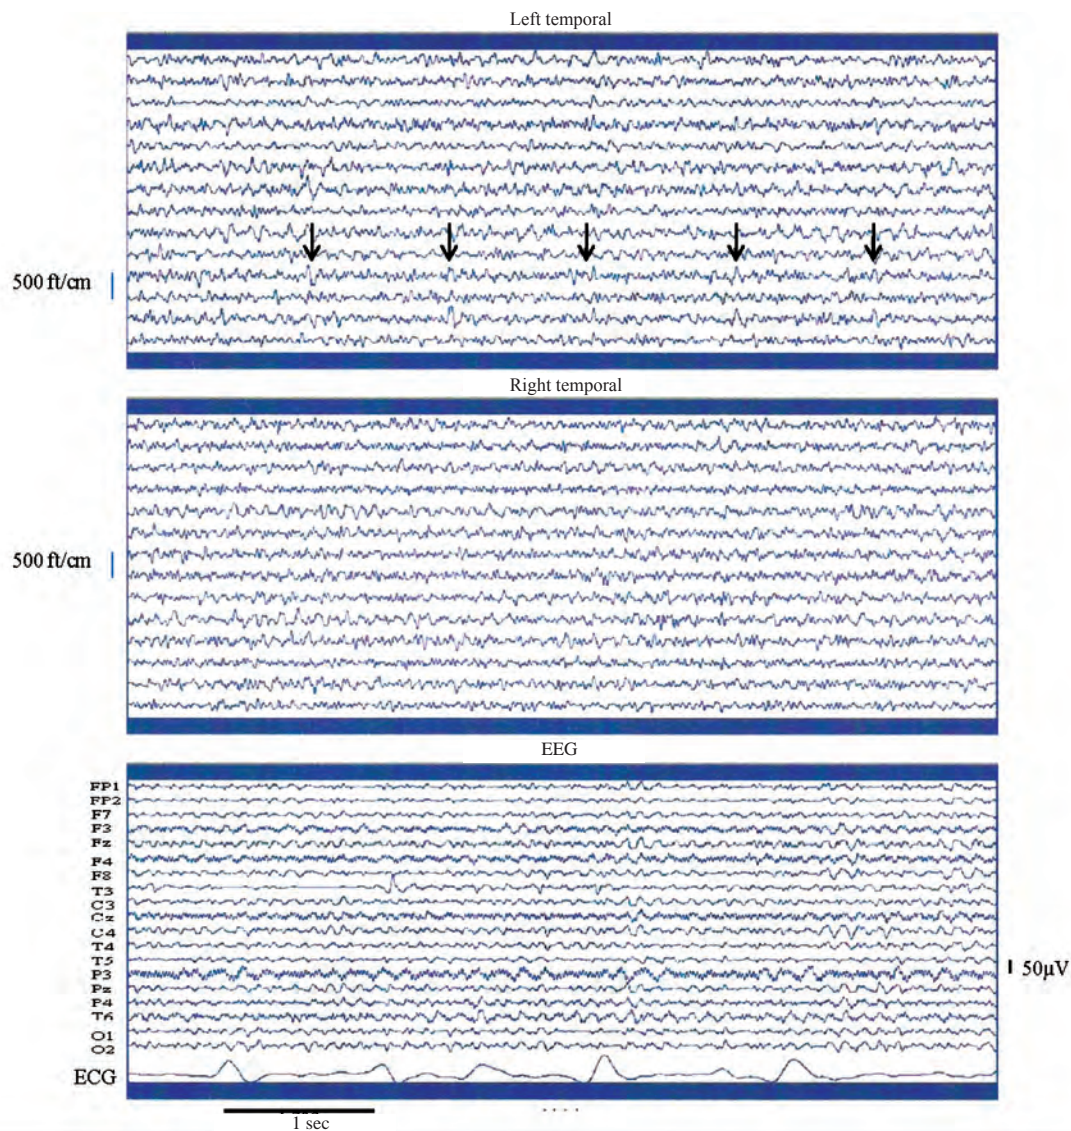 Left temporal
500 ft/cm
Right temporal
500 ft/cm
EEG
FP1
FP2
F7
F3
Fz
F4
F8
T3
C3
Cz
C4
T4
T5
P3
50µV
Pz
P4
T6
O1
O2
ECG
1 sec